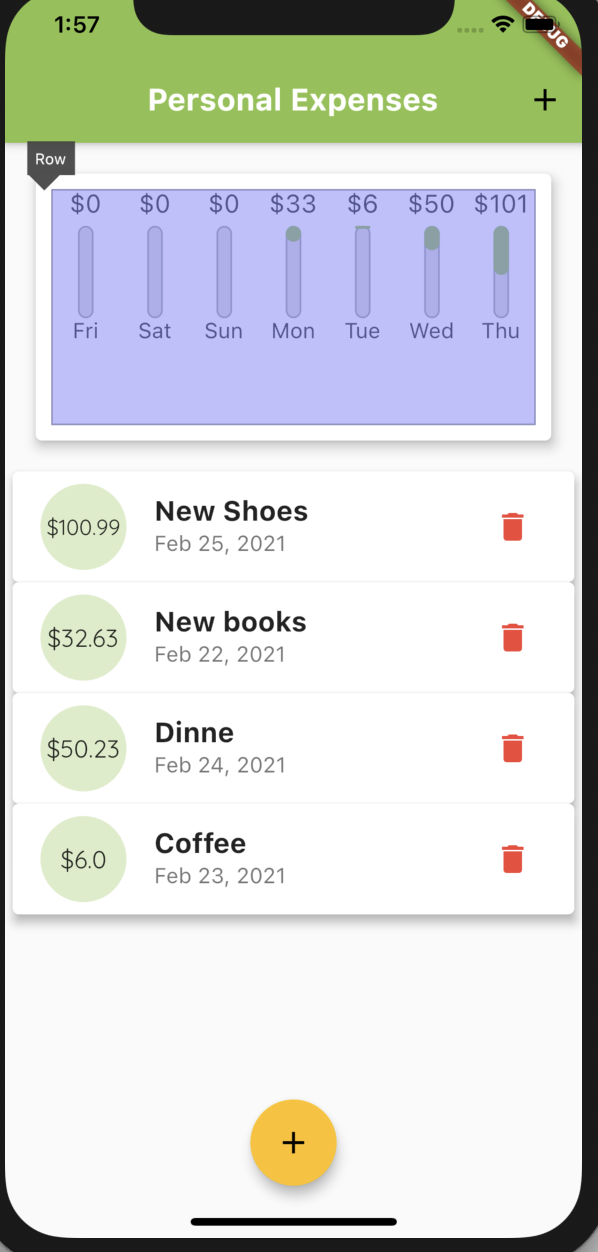 1:57
DEBUG
Personal Expenses
Row
$0 $0 $0 $33 $6 $50 $101
Fri Sat Sun Mon Tue Wed Thu
$100.99
New Shoes
Feb 25, 2021
$32.63
New books
Feb 22, 2021
$50.23
Dinne
Feb 24, 2021
$6.0
Coffee
Feb 23, 2021